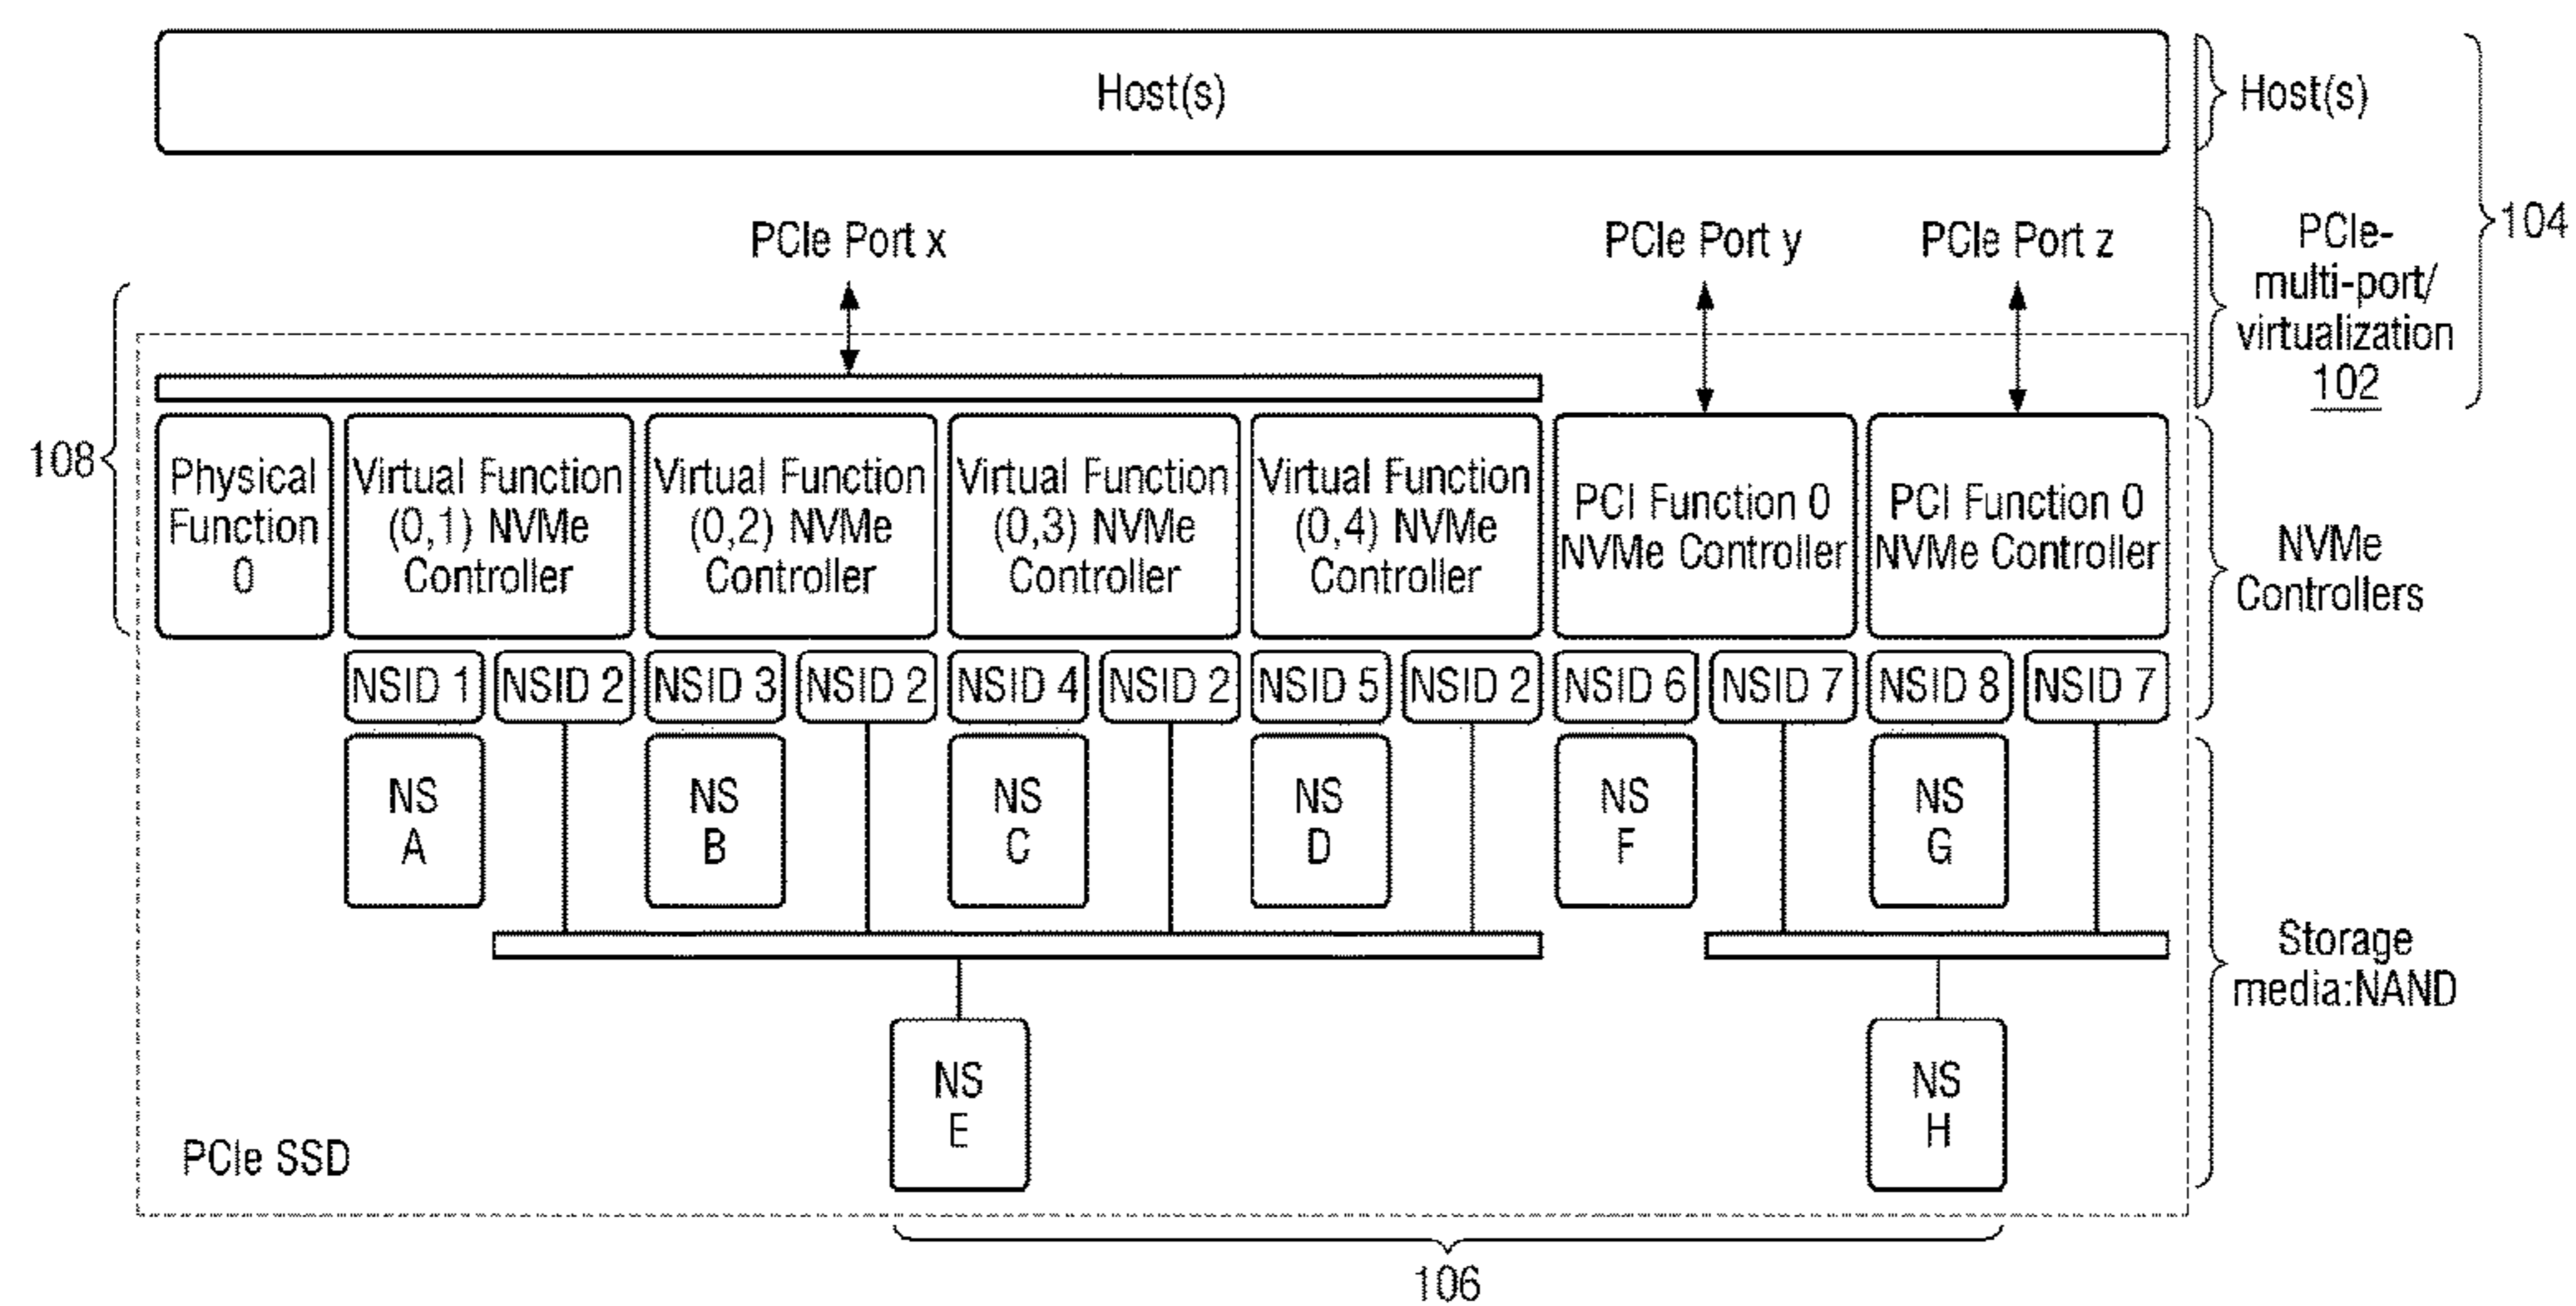 Host(s)
Host(s)
104
PCIe Port x
PCIe Port y
PCIe Port z
PCIe-
multi-port/
virtualization
102
108
Physical
Function
0
Virtual Function
(0,1) NVMe
Controller
Virtual Function
(0,2) NVMe
Controller
Virtual Function
(0,3) NVMe
Controller
Virtual Function
(0,4) NVMe
Controller
PCI Function 0
NVMe Controller
PCI Function 0
NVMe Controller
NVMe
Controllers
NSID 1
NSID 2
NSID 3
NSID 2
NSID 4
NSID 2
NSID 5
NSID 2
NSID 6
NSID 7
NSID 8
NSID 7
NS
A
NS
B
NS
C
NS
D
NS
F
NS
G
Storage
media:NAND
NS
E
NS
H
PCIe SSD
106